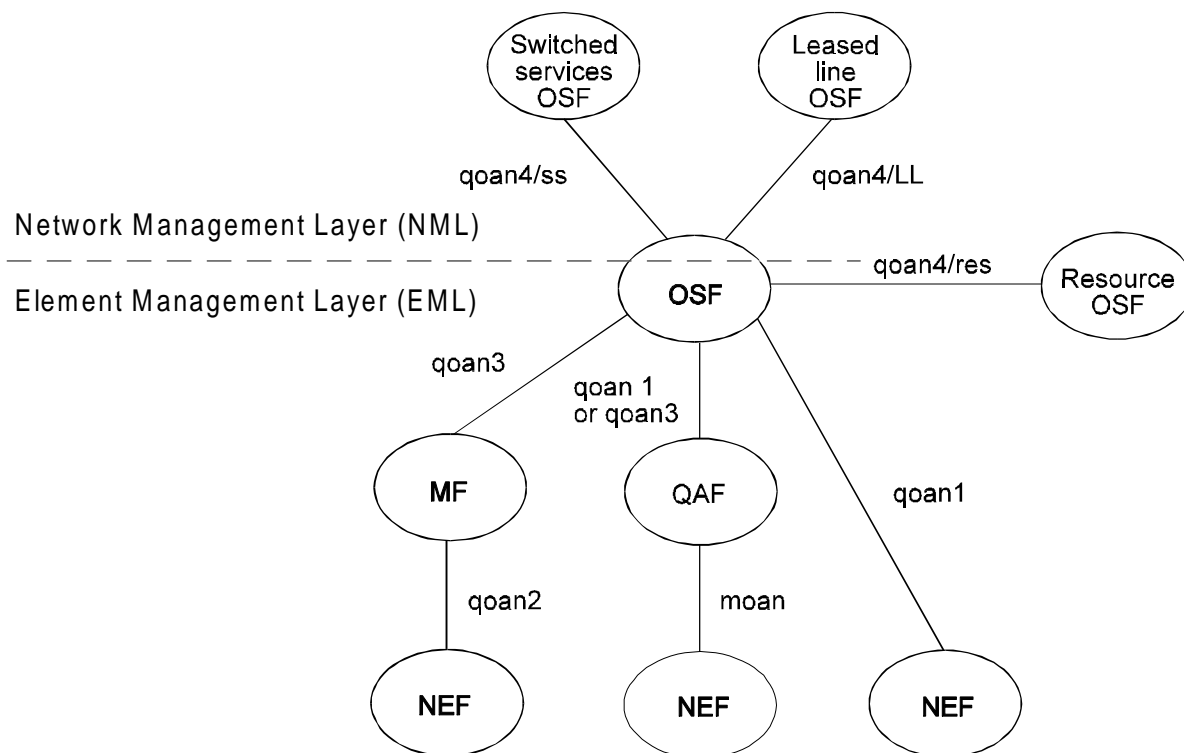 Switched
services
OSF
Leased
line
OSF
qoan4/ss
qoan4/LL
Network Management Layer (NML)
qoan4/res
Element Management Layer (EML)
OSF
Resource
OSF
qoan3
qoan 1
or qoan3
MF
QAF
qoan1
qoan2
moan
NEF
NEF
NEF